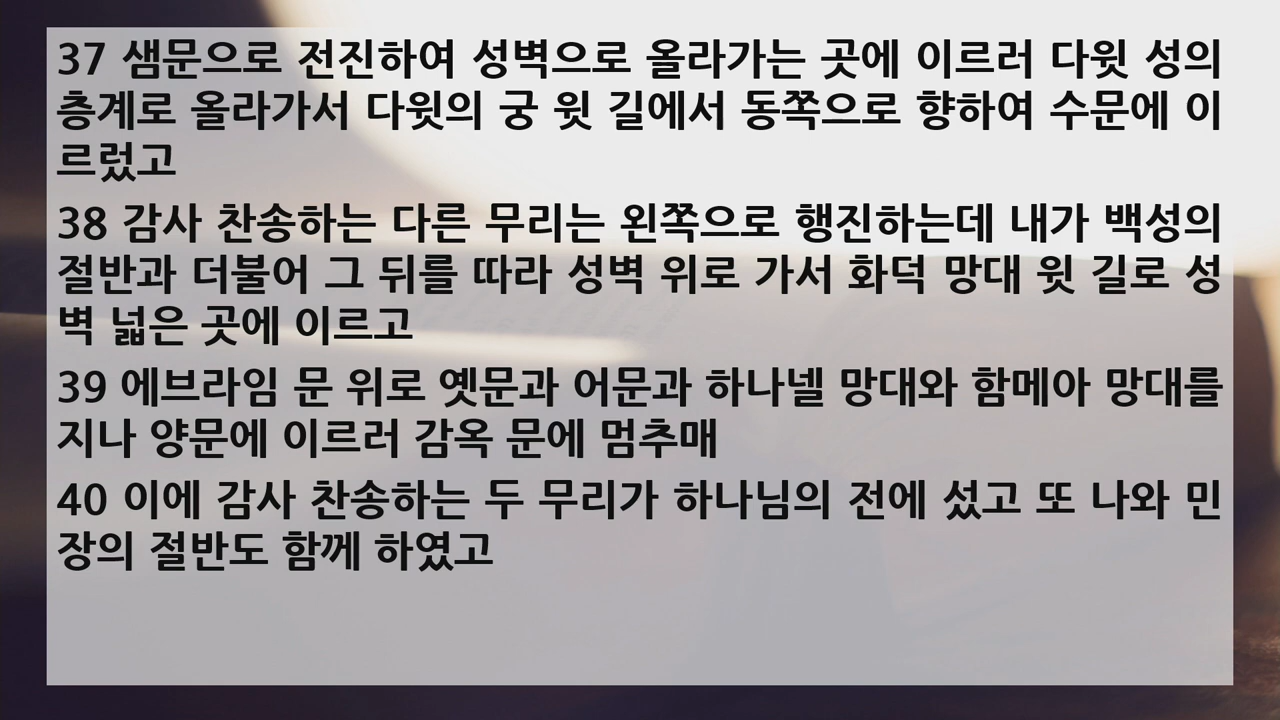 37 샘문으로 전진하여 성벽으로 올라가는 곳에 이르러 다윗 성의
층계로 올라가서 다윗의 궁 윗 길에서 동쪽으로 향하여 수문에 이
르렀고
38 감사 찬송하는 다른 무리는 왼쪽으로 행진하는데 내가 백성의
절반과 더불어 그 뒤를 따라 성벽 위로 가서 화덕 망대 윗 길로 성
벽 넓은 곳에 이르고
39 에브라임 문 위로 옛문과 어문과 하나넬 망대와 함메아 망대를
지나 양문에 이르러 감옥 문에 멈추매
40 이에 감사 찬송하는 두 무리가 하나님의 전에 섰고 또 나와 민
장의 절반도 함께 하였고